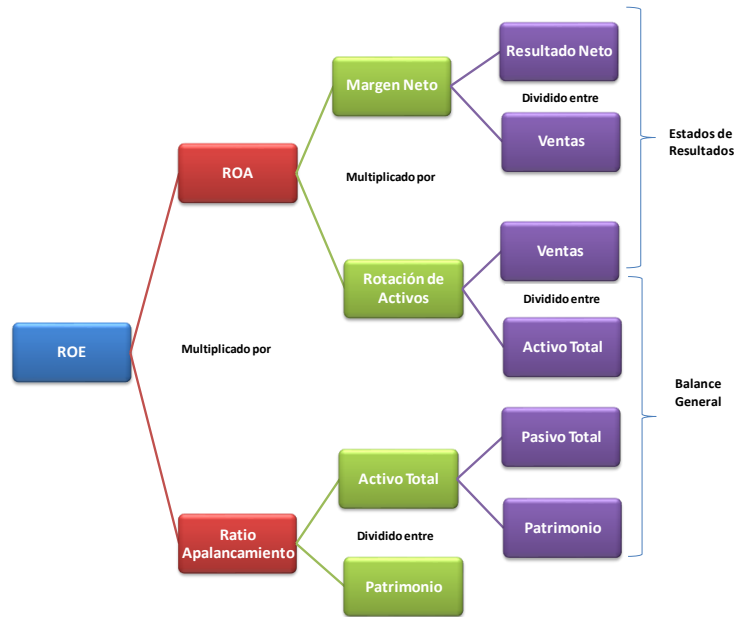 Resultado Neto
Margen Neto
Dividido entre
Ventas
Estados de
Resultados
ROA
Multiplicado por
Ventas
Rotación de
Activos
Dividido entre
Activo Total
ROE
Multiplicado por
Balance
General
Pasivo Total
Activo Total
Ratio
Apalancamiento
Dividido entre
Patrimonio
Patrimonio